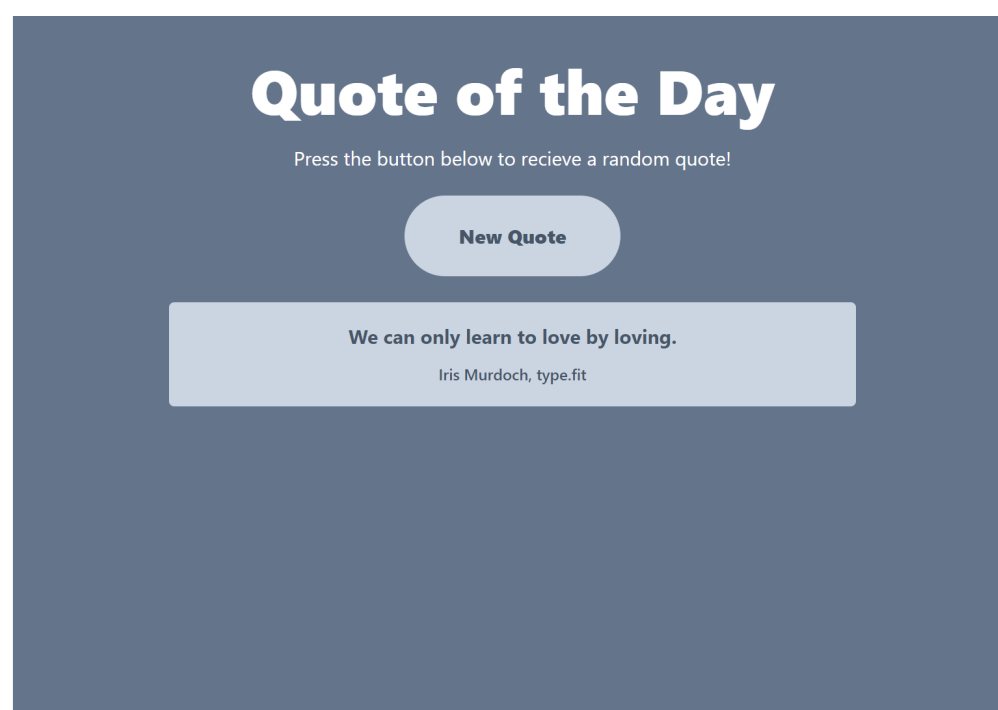 Quote of the Day
Press the button below to recieve a random quote!
New Quote
We can only learn to love by loving.
Iris Murdoch, type.fit